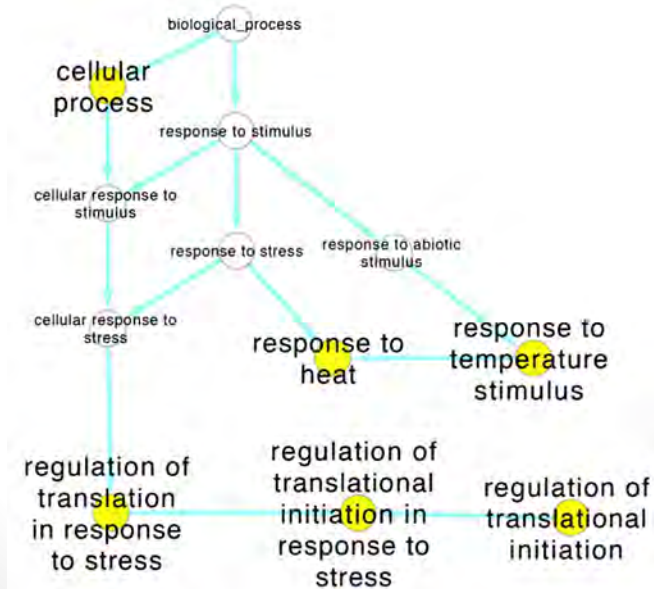 biological_process
cellular
process
response to stimulus
cellular response to
stimulus
response to stress
response to abiotic
stimulus
cellular response to
stress
response to
heat
response to
temperature
stimulus
regulation of
translation
in response
to stress
regulation of
translational
initiation in
response to
stress
regulation of
translational
initiation